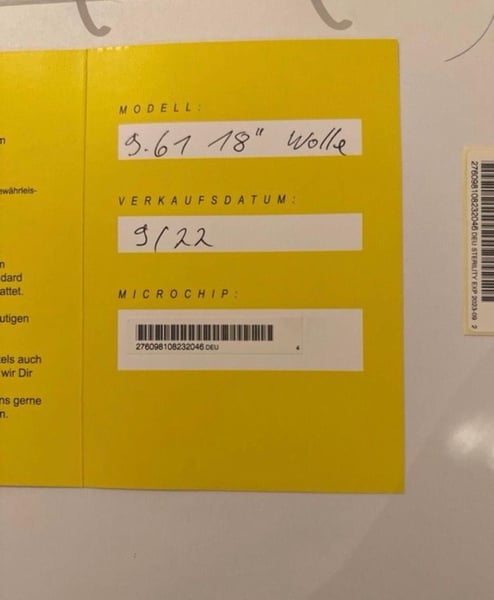 m
ewährleis-
m
dard
attet.
utigen
els auch
wir Dir
ns gerne
n.
MODELL:
9.61 18" Wolle
VERKAUFSDATUM:
9/22
MICROCHIP:
276098108232046 DEU 4
276098108232046 DEU STERILITY EXP 2023-09 2